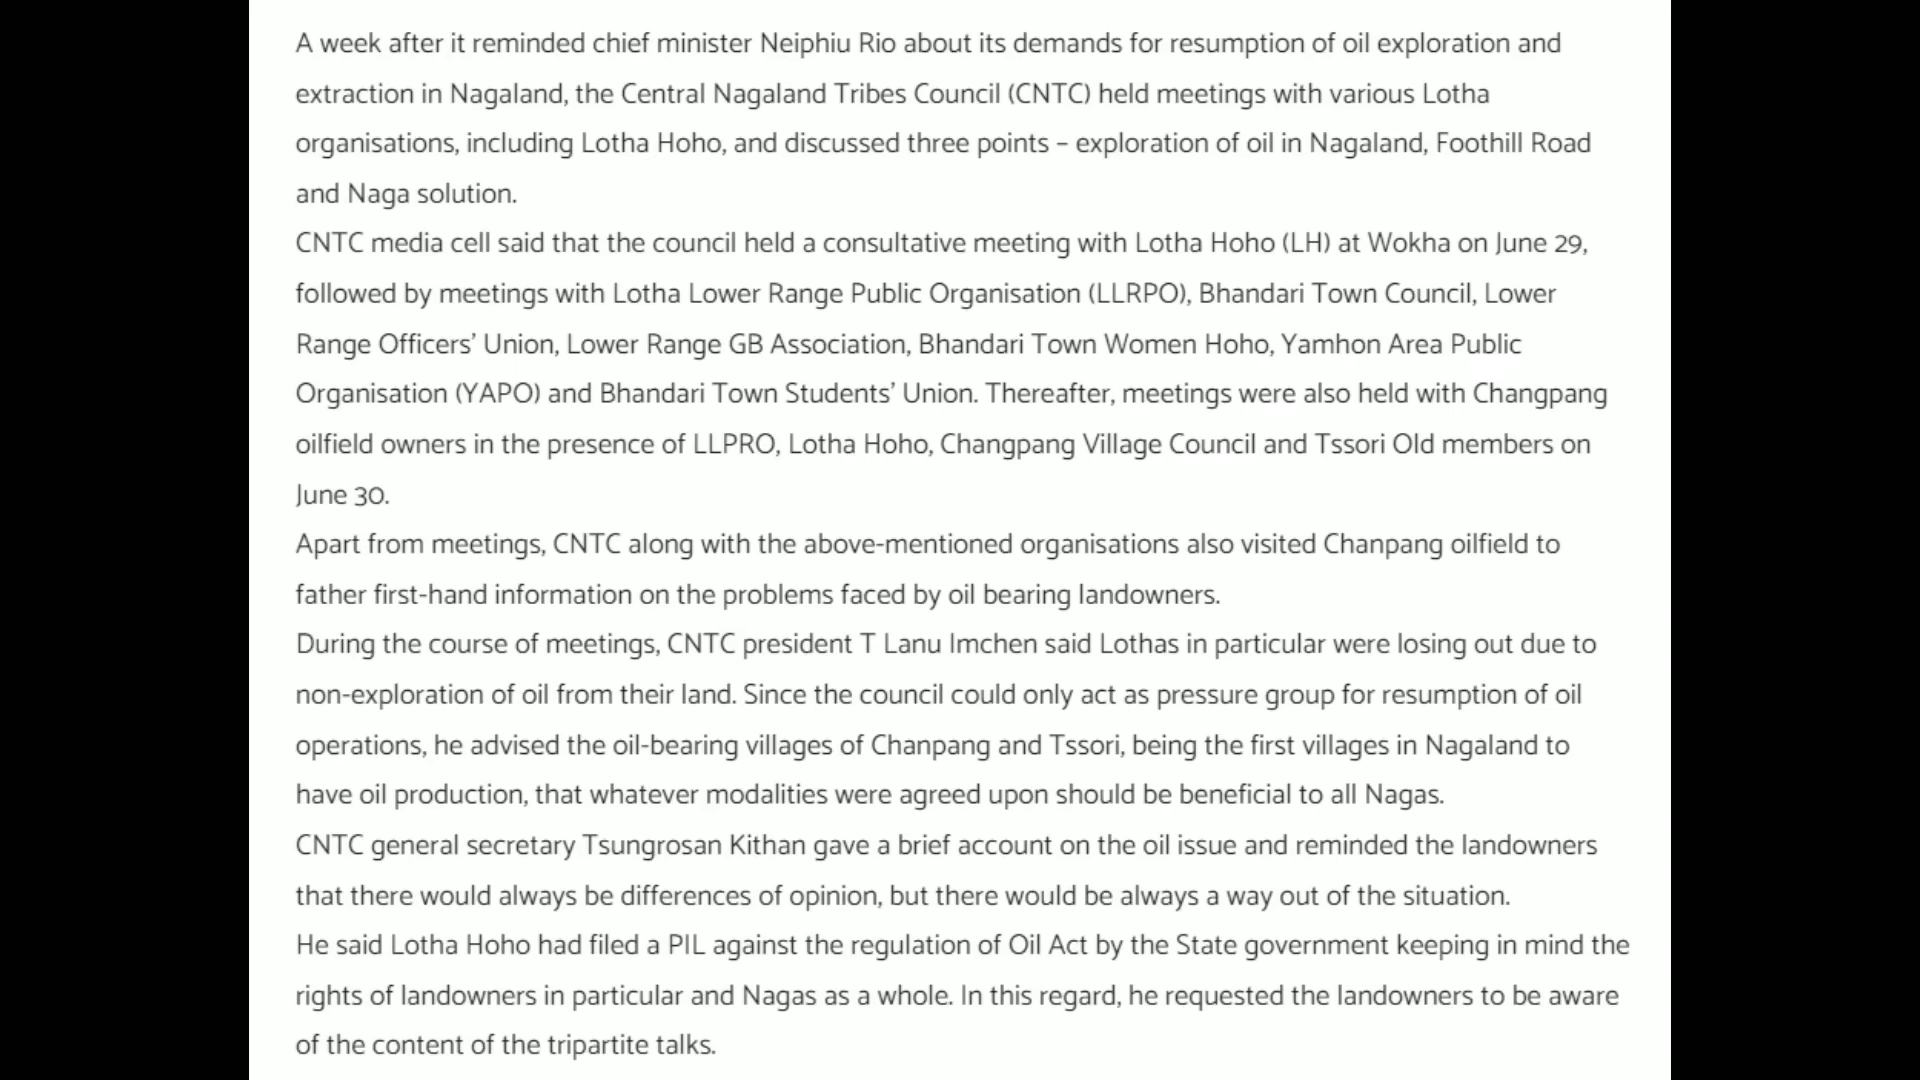 A week after it reminded chief minister Neiphiu Rio about its demands for resumption of oil exploration and
extraction in Nagaland, the Central Nagaland Tribes Council (CNTC) held meetings with various Lotha
organisations, including Lotha Hoho, and discussed three points – exploration of oil in Nagaland, Foothill Road
and Naga solution.
CNTC media cell said that the council held a consultative meeting with Lotha Hoho (LH) at Wokha on June 29,
followed by meetings with Lotha Lower Range Public Organisation (LLRPO), Bhandari Town Council, Lower
Range Officers’ Union, Lower Range GB Association, Bhandari Town Women Hoho, Yamhon Area Public
Organisation (YAPO) and Bhandari Town Students’ Union. Thereafter, meetings were also held with Changpang
oilfield owners in the presence of LLPRO, Lotha Hoho, Changpang Village Council and Tssori Old members on
June 30.
Apart from meetings, CNTC along with the above-mentioned organisations also visited Chanpang oilfield to
father first-hand information on the problems faced by oil bearing landowners.
During the course of meetings, CNTC president T Lanu Imchen said Lothas in particular were losing out due to
non-exploration of oil from their land. Since the council could only act as pressure group for resumption of oil
operations, he advised the oil-bearing villages of Chanpang and Tssori, being the first villages in Nagaland to
have oil production, that whatever modalities were agreed upon should be beneficial to all Nagas.
CNTC general secretary Tsungrosan Kithan gave a brief account on the oil issue and reminded the landowners
that there would always be differences of opinion, but there would be always a way out of the situation.
He said Lotha Hoho had filed a PIL against the regulation of Oil Act by the State government keeping in mind the
rights of landowners in particular and Nagas as a whole. In this regard, he requested the landowners to be aware
of the content of the tripartite talks.